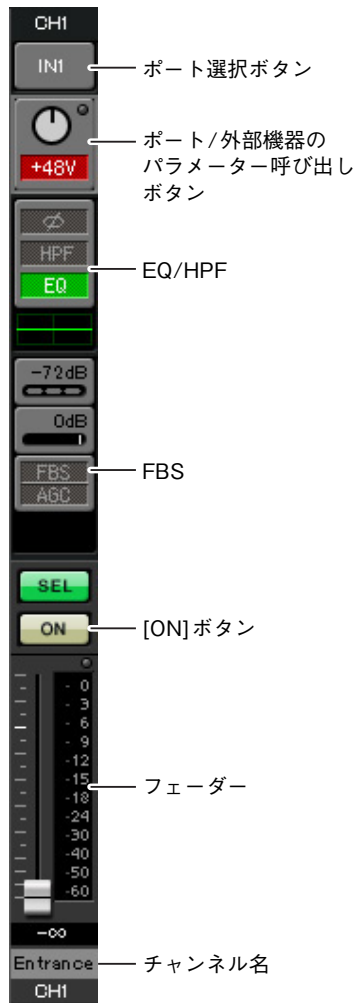 CH1
IN1
ポート選択ボタン
+48V
ポート/外部機器の
パラメーター呼び出し
ボタン
HPF
EQ
EQ/HPF
-72dB
0dB
FBS
AGC
FBS
SEL
ON
[ON]ボタン
- 0
- 3
- 6
- 9
-12
-15
-18
-24
-30
-40
-50
-60
フェーダー
-∞
Entrance
チャンネル名
CH1